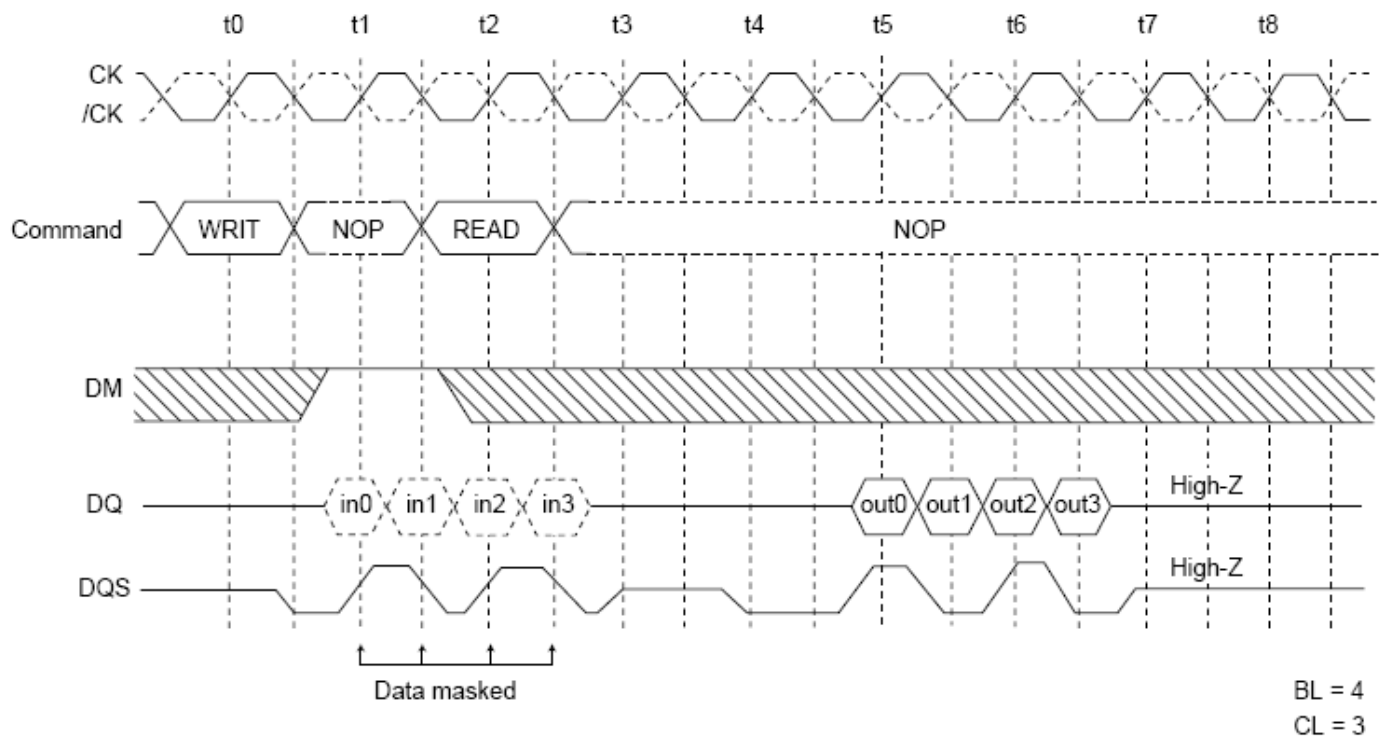 t0 t1 t2 t3 t4 t5 t6 t7 t8
CK
/CK
Command WRIT NOP READ NOP
DM
DQ in0 in1 in2 in3 out0 out1 out2 out3 High-Z
DQS High-Z
Data masked
BL = 4
CL = 3